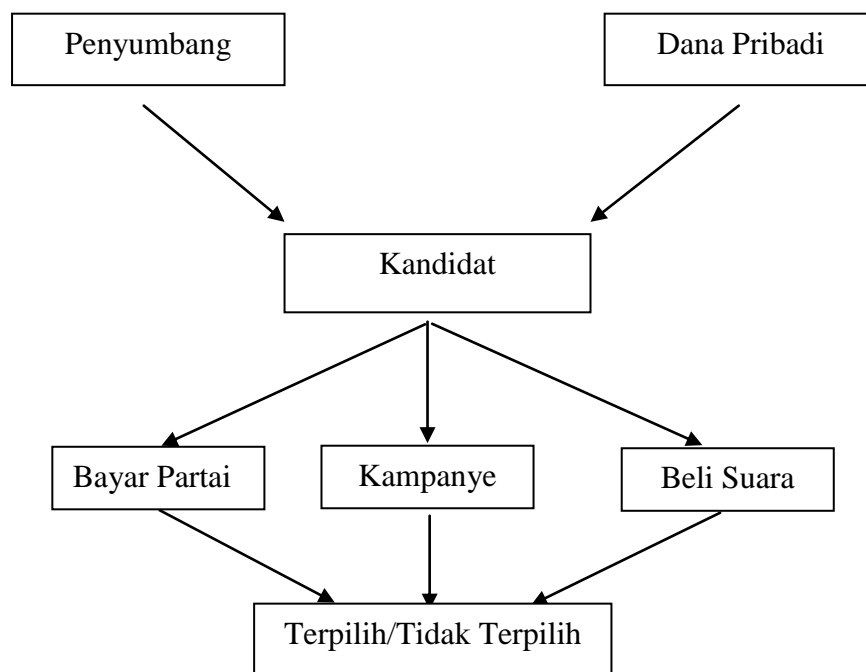 Penyumbang
Dana Pribadi
Kandidat
Bayar Partai
Kampanye
Beli Suara
Terpilih/Tidak Terpilih